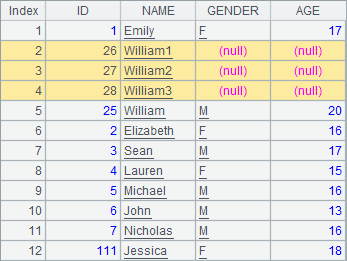 Index ID NAME GENDER AGE
1 1 Emily F 17
2 26 William1 (null) (null)
3 27 William2 (null) (null)
4 28 William3 (null) (null)
5 25 William M 20
6 2 Elizabeth F 16
7 3 Sean M 17
8 4 Lauren F 15
9 5 Michael M 16
10 6 John M 13
11 7 Nicholas M 16
12 111 Jessica F 18